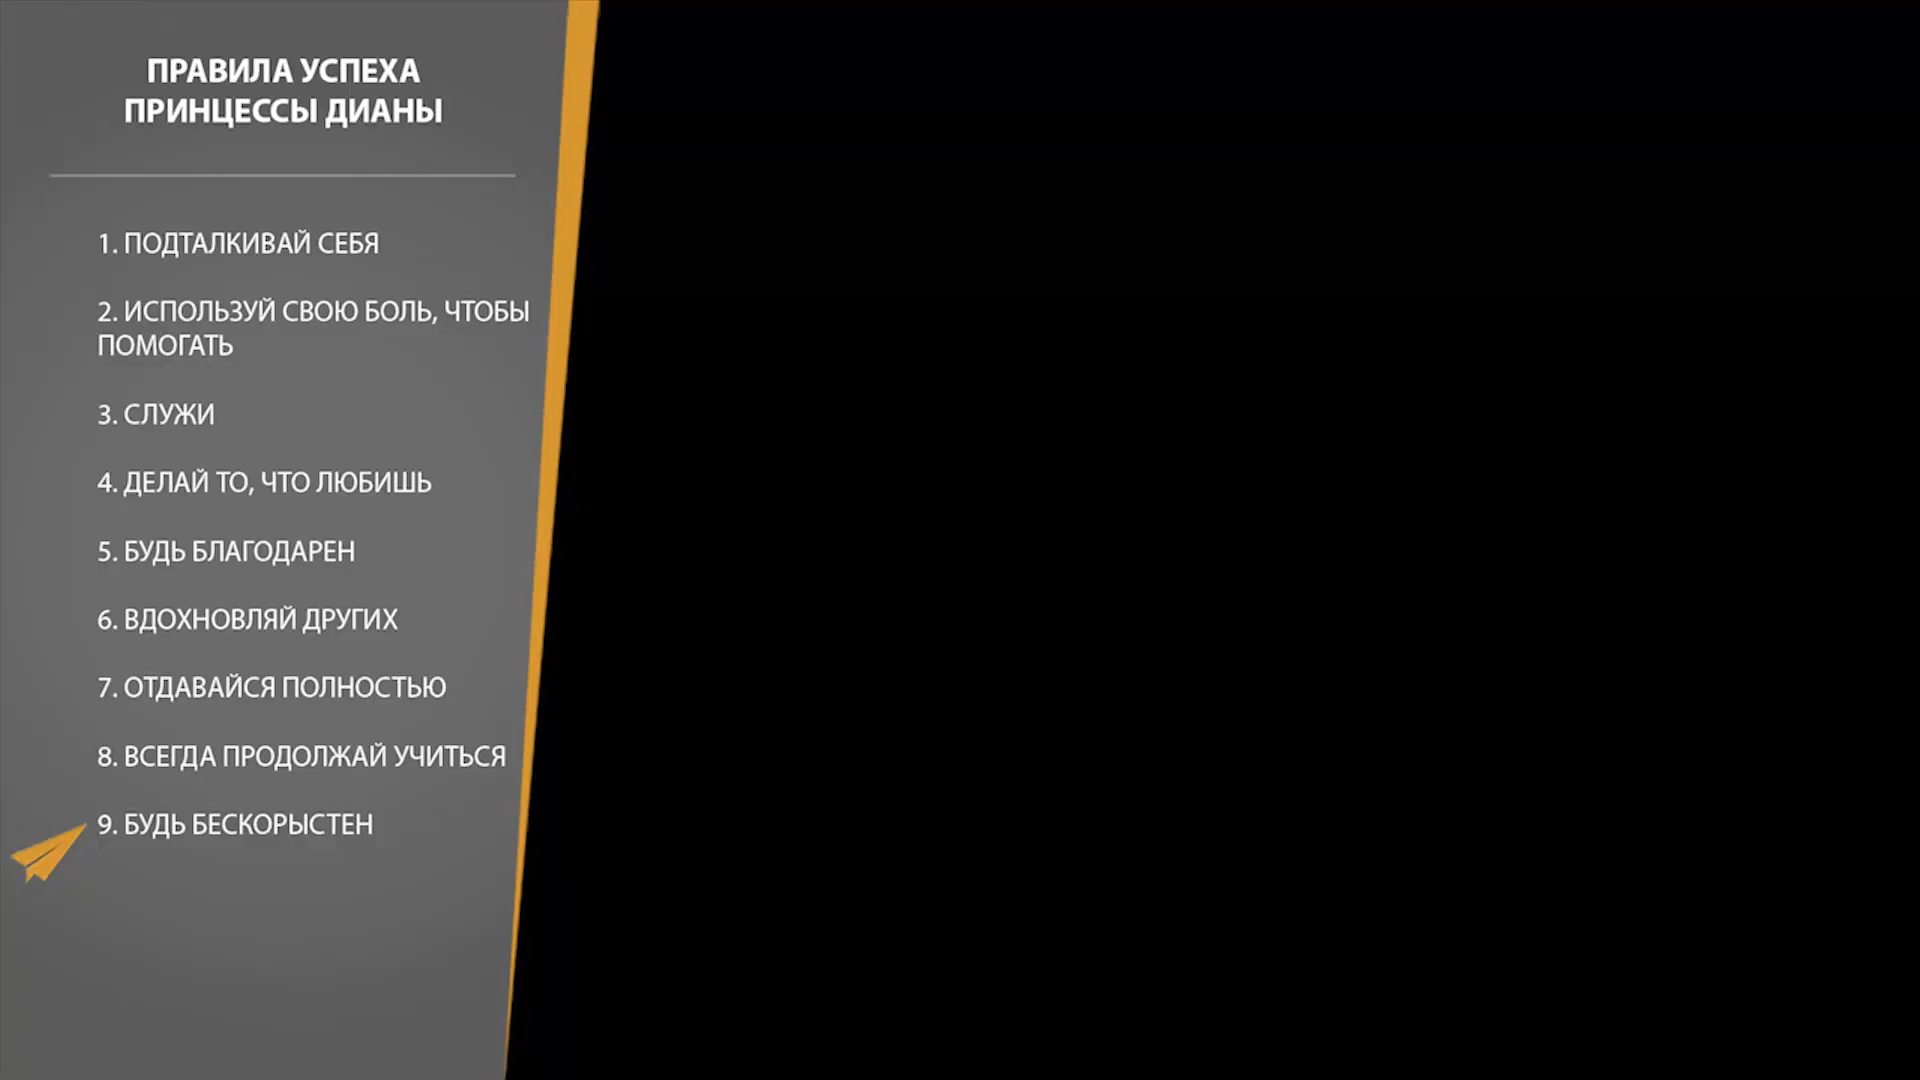 ПРАВИЛА УСПЕХА
ПРИНЦЕССЫ ДИАНЫ
1. ПОДТАЛКИВАЙ СЕБЯ
2. ИСПОЛЬЗУЙ СВОЮ БОЛЬ, ЧТОБЫ
ПОМОГАТЬ
3. СЛУЖИ
4. ДЕЛАЙ ТО, ЧТО ЛЮБИШЬ
5. БУДЬ БЛАГОДАРЕН
6. ВДОХНОВЛЯЙ ДРУГИХ
7. ОТДАВАЙСЯ ПОЛНОСТЬЮ
8. ВСЕГДА ПРОДОЛЖАЙ УЧИТЬСЯ
9. БУДЬ БЕСКОРЫСТЕН